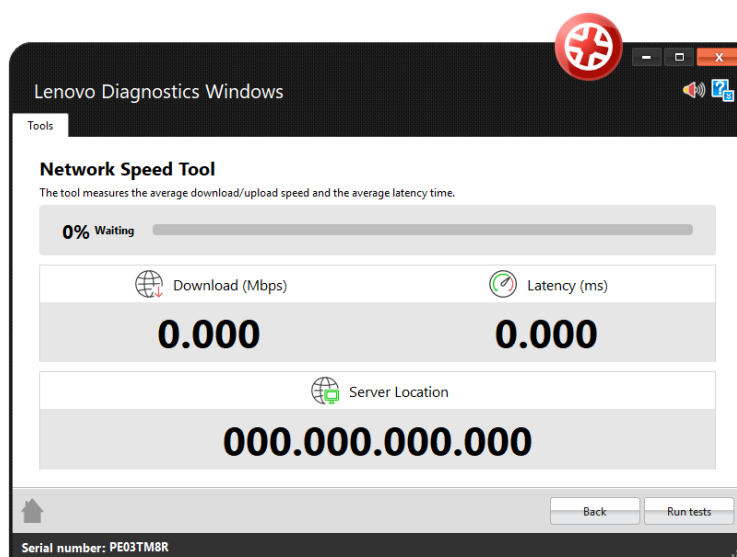 Lenovo Diagnostics Windows
Tools
Network Speed Tool
The tool measures the average download/upload speed and the average latency time.
0% Waiting
Download (Mbps) Latency (ms)
0.000 0.000
Server Location
000.000.000.000
Back Run tests
Serial number: PE03TM8R